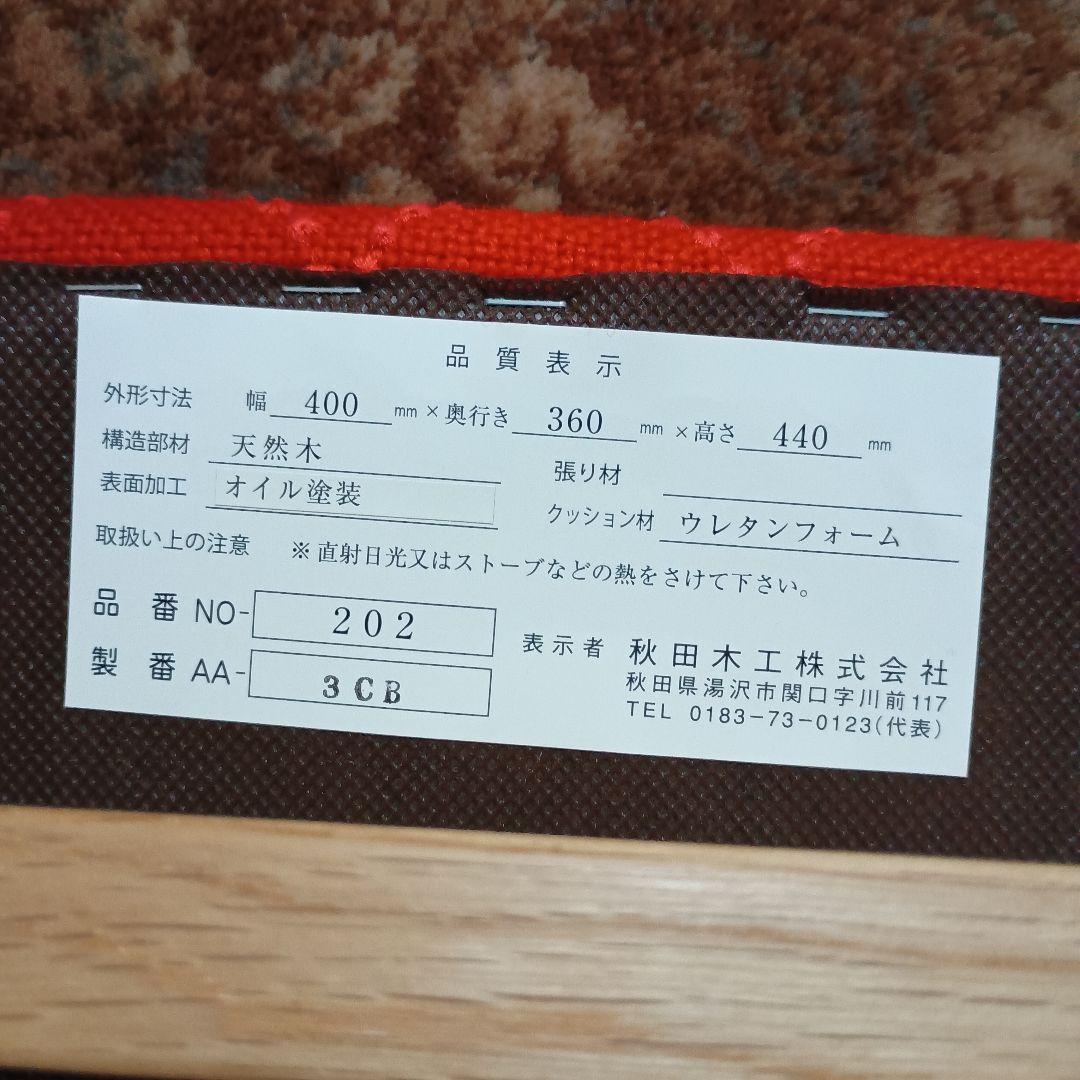 品質表示
外形寸法 幅 400 mm × 奥行き 360 mm × 高さ 440 mm
構造部材 天然木 張り材
表面加工 オイル塗装 クッション材 ウレタンフォーム
取扱い上の注意 ※直射日光又はストーブなどの熱をさけて下さい。
品番 NO- 202
製番 AA- 3CB
表示者 秋田木工株式会社
秋田県湯沢市関口字川前117
TEL 0183-73-0123(代表)